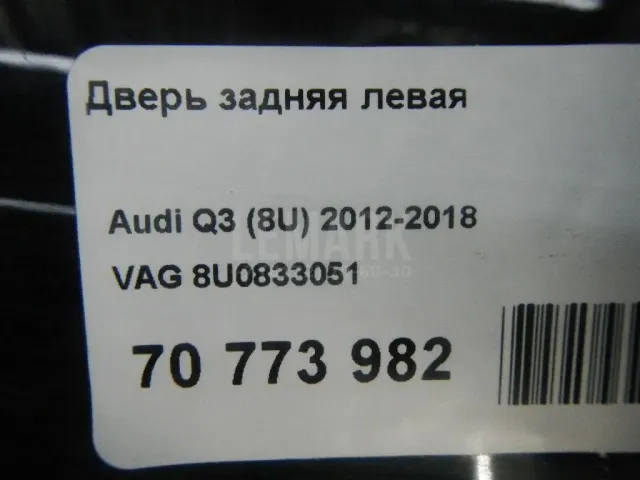 Дверь задняя левая
Audi Q3 (8U) 2012-2018
LEMARK
VAG 8U0833051
70 773 982